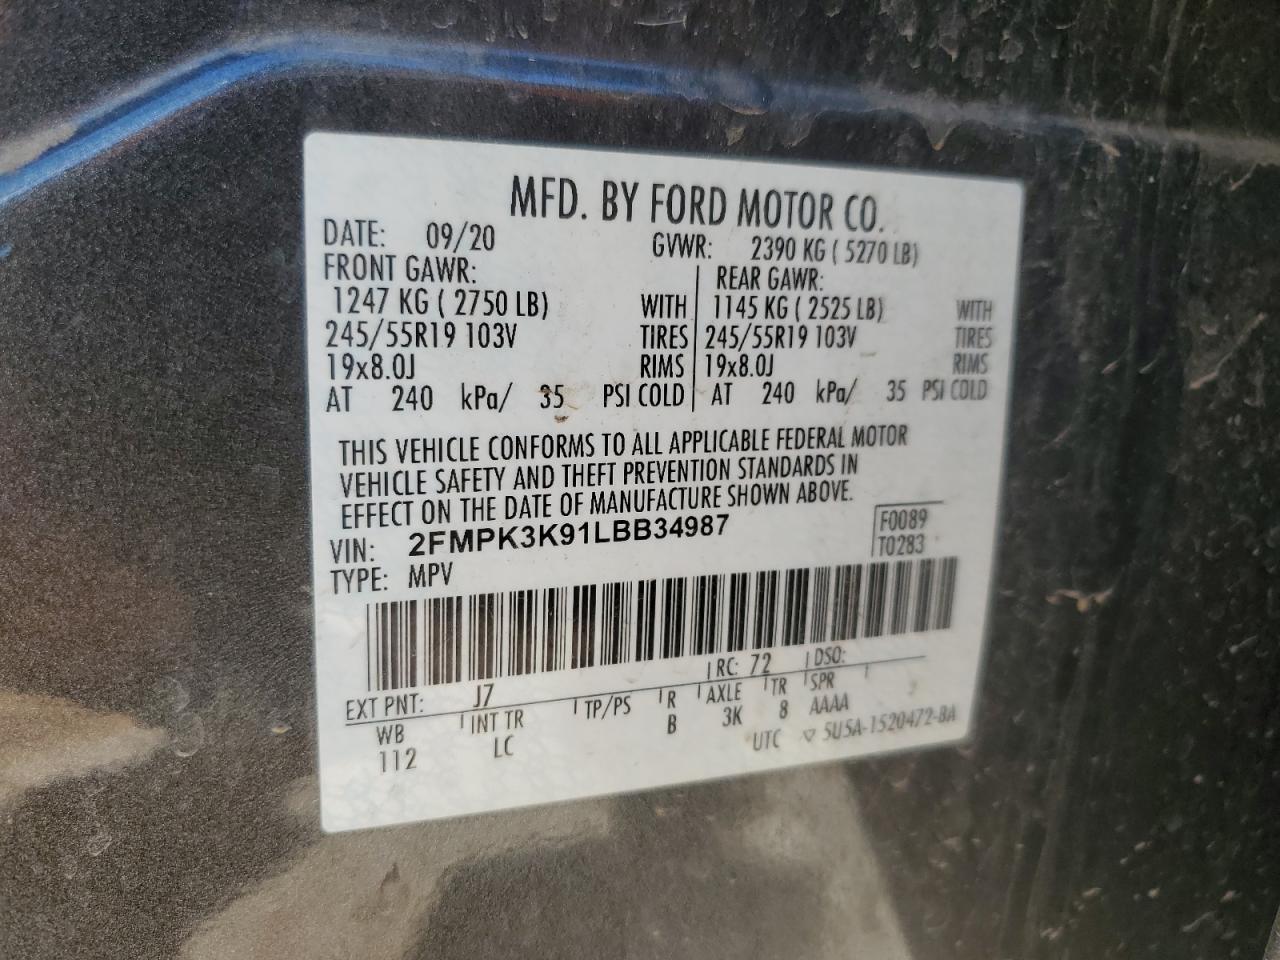 MFD. BY FORD MOTOR CO.
DATE: 09/20 GVWR: 2390 KG ( 5270 LB)
FRONT GAWR: REAR GAWR:
1247 KG ( 2750 LB) WITH 1145 KG ( 2525 LB) WITH
245/55R19 103V TIRES 245/55R19 103V TIRES
19x8.0J RIMS 19x8.0J RIMS
AT 240 kPa/ 35 PSI COLD AT 240 kPa/ 35 PSI COLD
THIS VEHICLE CONFORMS TO ALL APPLICABLE FEDERAL MOTOR
VEHICLE SAFETY AND THEFT PREVENTION STANDARDS IN
EFFECT ON THE DATE OF MANUFACTURE SHOWN ABOVE.
VIN: 2FMPK3K91LBB34987 F0089
TYPE: MPV T0283
EXT PNT: J7 RC: 72 DSO:
WB INT TR TP/PS R AXLE TR SPR
112 LC B 3K 8 AAAA
UTC ▽ 5U5A-1520472-BA